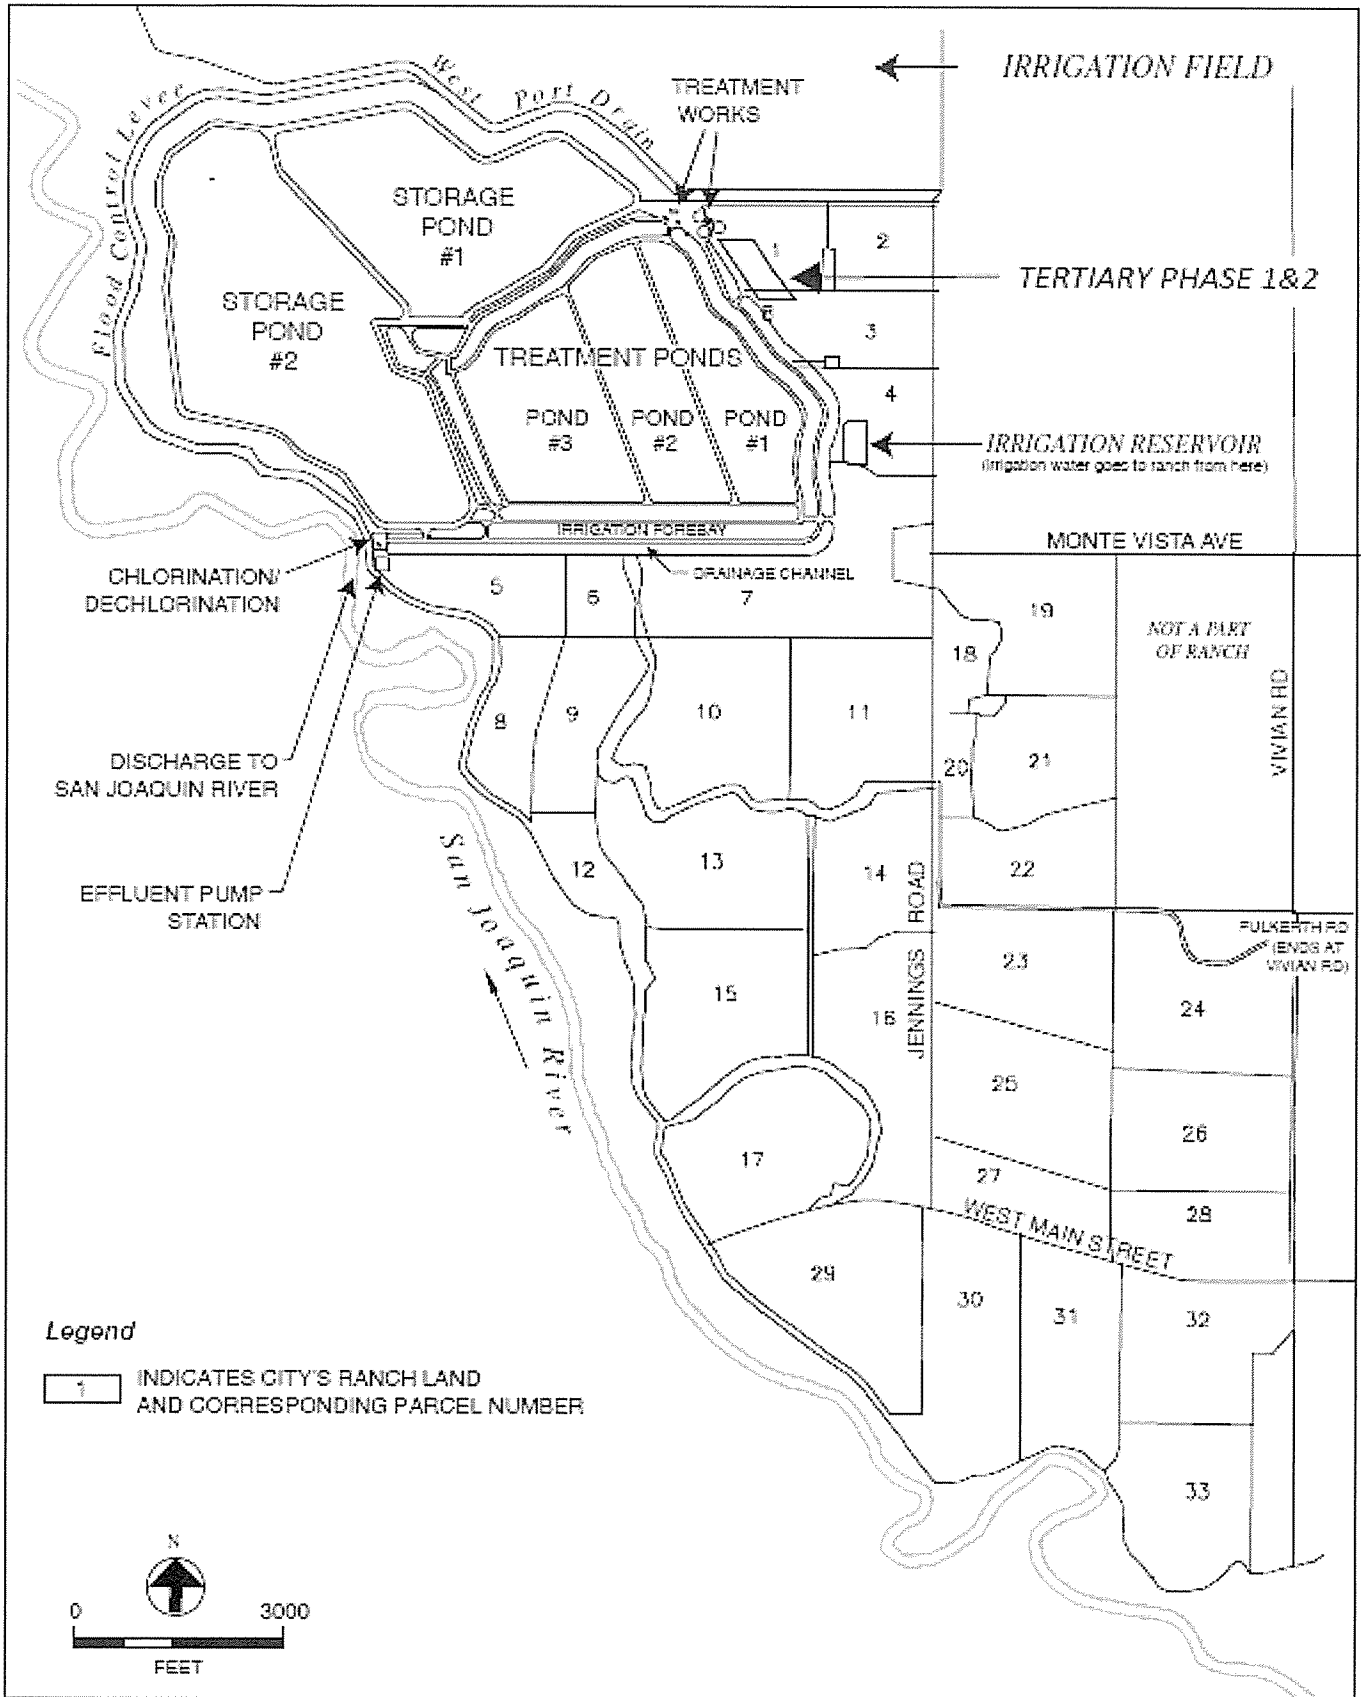 IRRIGATION FIELD
West Port Drain
TREATMENT
WORKS
Flood Control Levee
STORAGE
POND
#1
1
2
TERTIARY PHASE 1&2
STORAGE
POND
#2
3
TREATMENT PONDS
4
POND
#3
POND
#2
POND
#1
IRRIGATION RESERVOIR
(Irrigation water goes to ranch from here)
IRRIGATION FOREBAY
MONTE VISTA AVE
CHLORINATION/
DECHLORINATION
DRAINAGE CHANNEL
5
6
7
19
NOT A PART
OF RANCH
18
VIVIAN RD
8
9
10
11
DISCHARGE TO
SAN JOAQUIN RIVER
20
21
San Joaquin River
12
13
14
22
EFFLUENT PUMP
STATION
JENNINGS ROAD
FULKERTH RD
(ENDS AT
VIVIAN RD)
23
15
16
24
25
26
17
27
28
WEST MAIN STREET
29
30
31
32
Legend
1
INDICATES CITY'S RANCH LAND
AND CORRESPONDING PARCEL NUMBER
33
N
0 3000
FEET